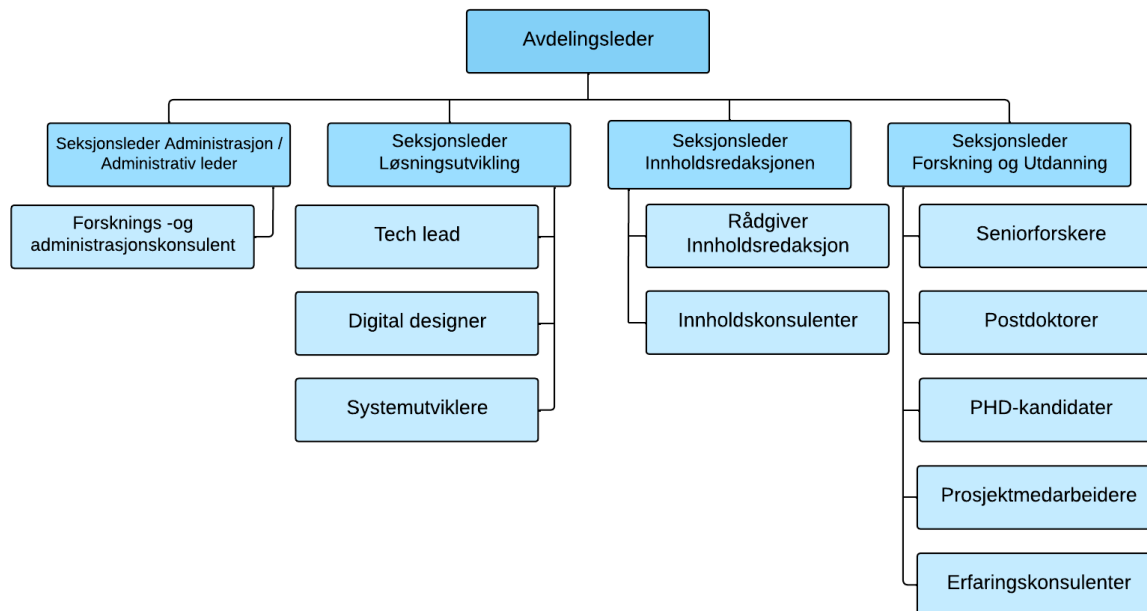 Avdelingsleder
Seksjonsleder Administrasjon /
Administrativ leder
Forsknings -og
administrasjonskonsulent
Seksjonsleder
Løsningsutvikling
Tech lead
Digital designer
Systemutviklere
Seksjonsleder
Innholdsredaksjonen
Rådgiver
Innholdsredaksjon
Innholdskonsulenter
Seksjonsleder
Forskning og Utdanning
Seniorforskere
Postdoktorer
PHD-kandidater
Prosjektmedarbeidere
Erfaringskonsulenter